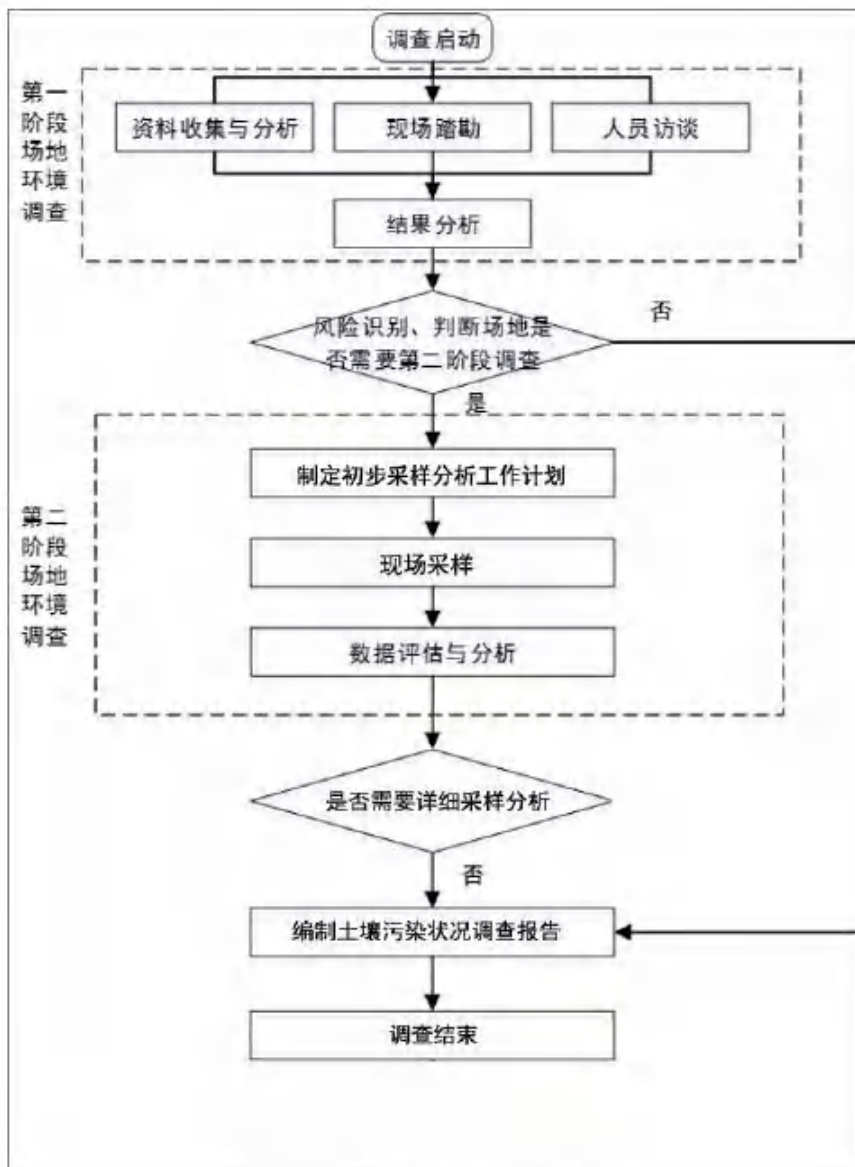 调查启动
第一
阶段
场地
环境
调查
资料收集与分析
现场踏勘
人员访谈
结果分析
风险识别、判断场地是
否需要第二阶段调查
否
是
第二
阶段
场地
环境
调查
制定初步采样分析工作计划
现场采样
数据评估与分析
是否需要详细采样分析
否
编制土壤污染状况调查报告
调查结束